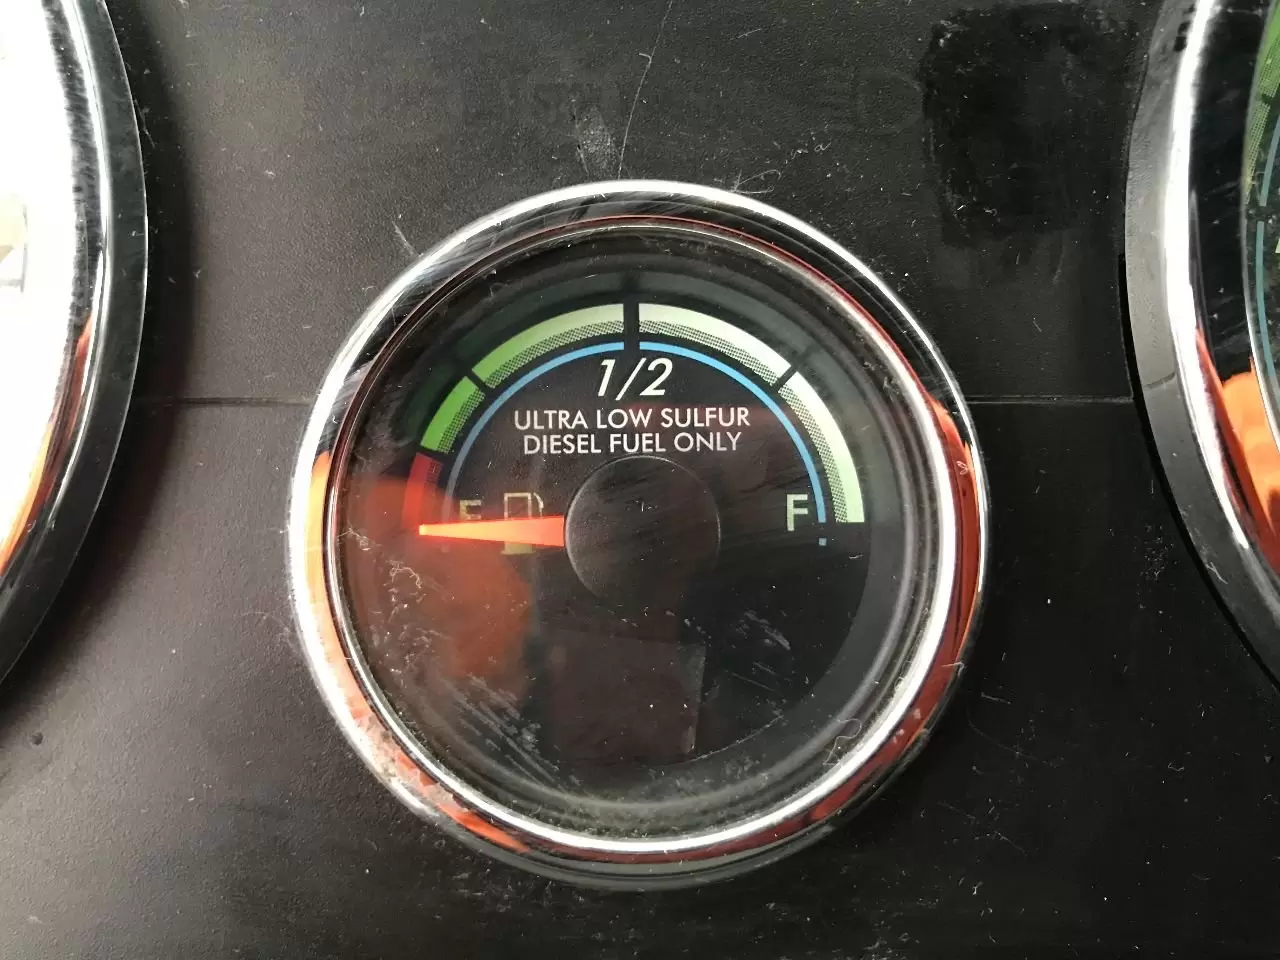 1/2
ULTRA LOW SULFUR
DIESEL FUEL ONLY
E F